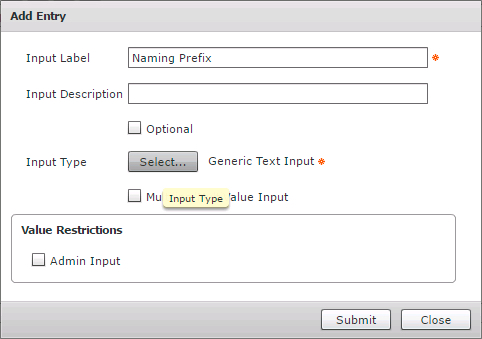 Add Entry
Input Label Naming Prefix *
Input Description
Optional
Input Type Select... Generic Text Input *
Mu Value Input
Input Type
Value Restrictions
Admin Input
Submit Close